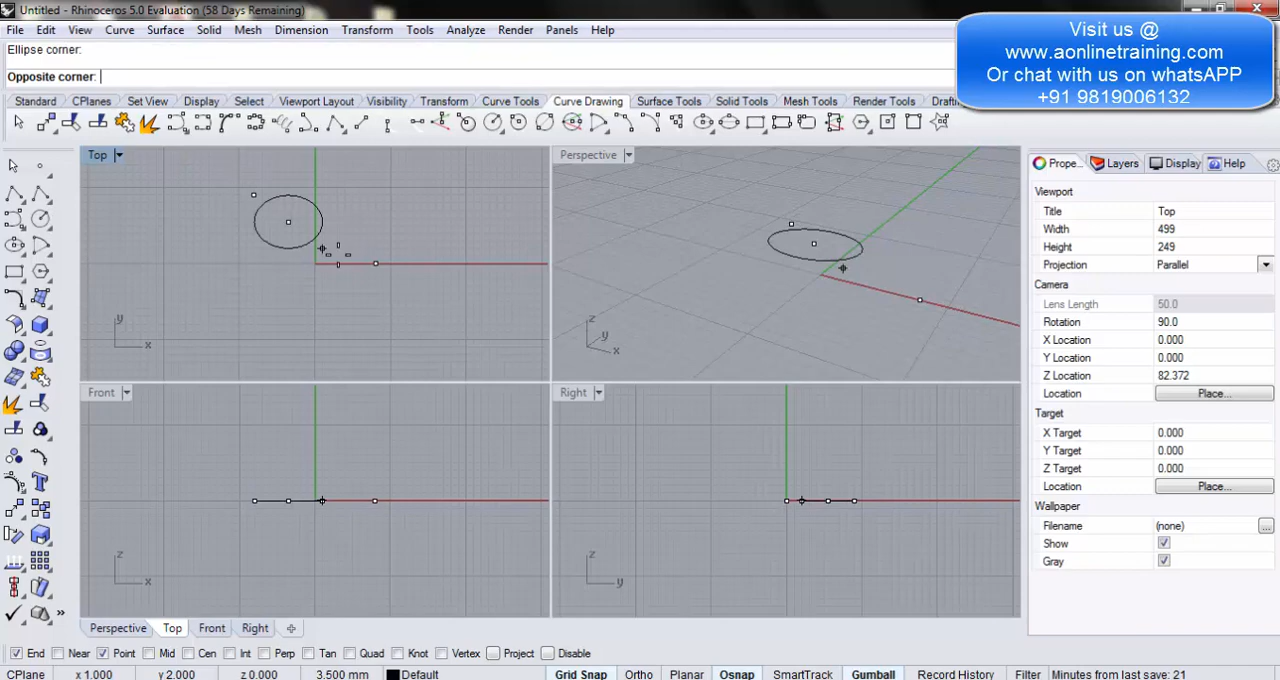 Untitled - Rhinoceros 5.0 Evaluation (58 Days Remaining)
File Edit View Curve Surface Solid Mesh Dimension Transform Tools Analyze Render Panels Help
Visit us @
www.aonlinetraining.com
Or chat with us on whatsAPP
+91 9819006132
Ellipse corner:
Opposite corner:
Standard CPlanes Set View Display Select Viewport Layout Visibility Transform Curve Tools Curve Drawing Surface Tools Solid Tools Mesh Tools Render Tools
Top
Perspective
Prope... Layers Display Help
Viewport
Title Top
Width 499
Height 249
Projection Parallel
Camera
Lens Length 50.0
Rotation 90.0
X Location 0.000
Y Location 0.000
Z Location 82.372
Location Place...
Target
X Target 0.000
Y Target 0.000
Z Target 0.000
Location Place...
Wallpaper
Filename (none) ...
Show
Gray
y
x
z
y
x
Front
Right
z
x
z
y
Perspective Top Front Right
End Near Point Mid Cen Int Perp Tan Quad Knot Vertex Project Disable
CPlane x 1.000 y 2.000 z 0.000 3.500 mm Default Grid Snap Ortho Planar Osnap SmartTrack Gumball Record History Filter Minutes from last save: 21